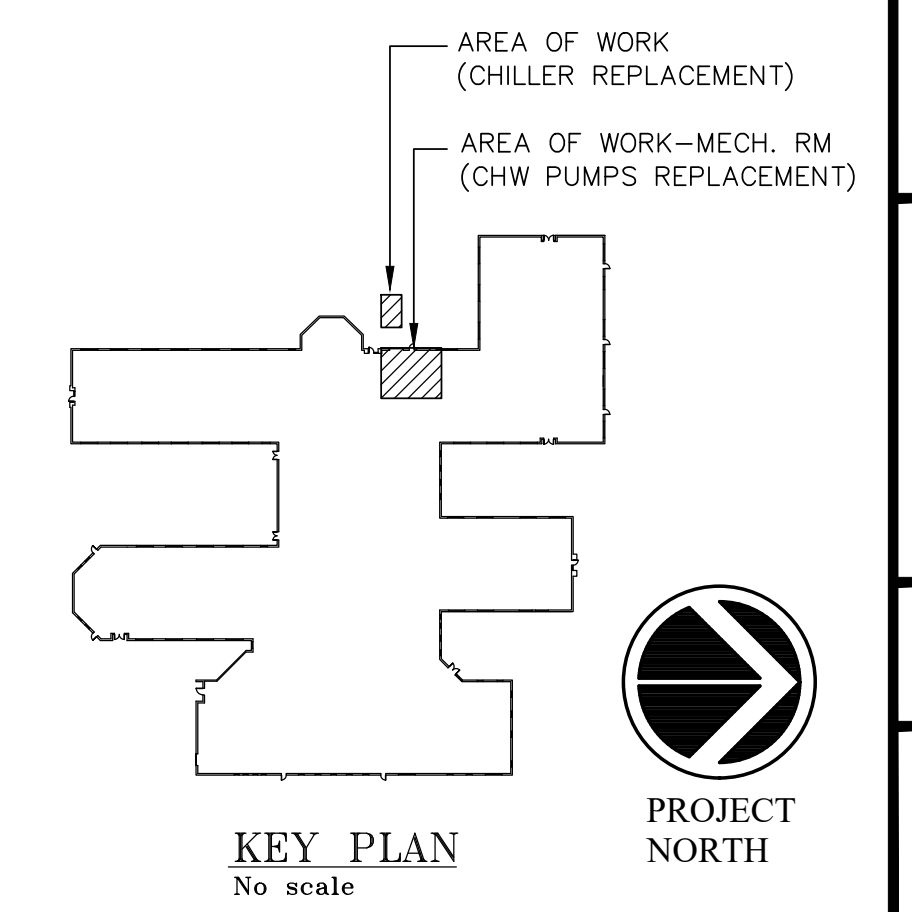 AREA OF WORK
(CHILLER REPLACEMENT)
AREA OF WORK-MECH. RM
(CHW PUMPS REPLACEMENT)
PROJECT
NORTH
KEY PLAN
No scale